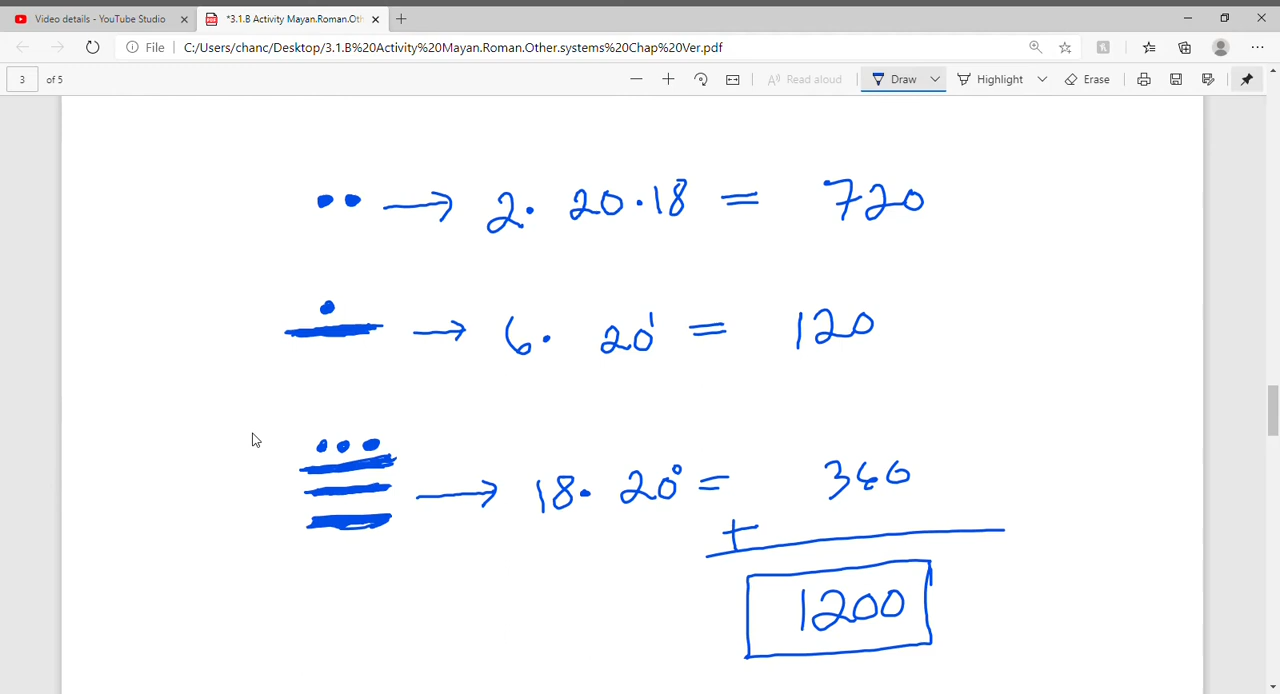 Video details - YouTube Studio
*3.1.B Activity Mayan.Roman.Oth
File C:/Users/chanc/Desktop/3.1.B%20Activity%20Mayan.Roman.Other.systems%20Chap%20Ver.pdf
3 of 5 Read aloud Draw Highlight Erase
•• → 2 · 20 · 18 = 720
→ 6 · 20¹ = 120
→ 18 · 20⁰ = 360
+
1200